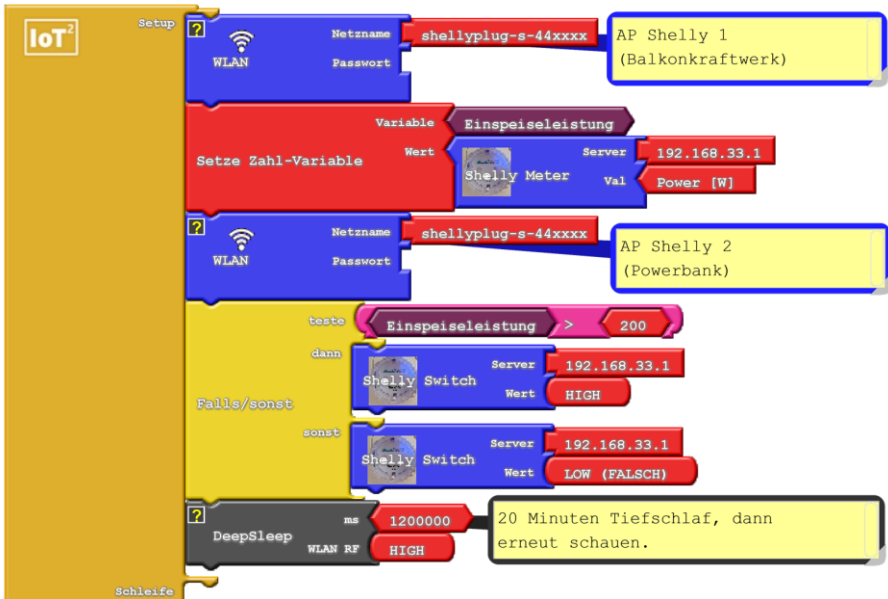 IoT²
Setup
?
WLAN
Netzname
shellyplug-s-44xxxx
Passwort
AP Shelly 1
(Balkonkraftwerk)
Setze Zahl-Variable
Variable
Einspeiseleistung
Wert
Shelly Meter
Server
192.168.33.1
Val
Power [W]
?
WLAN
Netzname
shellyplug-s-44xxxx
Passwort
AP Shelly 2
(Powerbank)
Falls/sonst
teste
Einspeiseleistung > 200
dann
Shelly Switch
Server
192.168.33.1
Wert
HIGH
sonst
Shelly Switch
Server
192.168.33.1
Wert
LOW (FALSCH)
?
DeepSleep
ms
1200000
WLAN RF
HIGH
20 Minuten Tiefschlaf, dann
erneut schauen.
Schleife